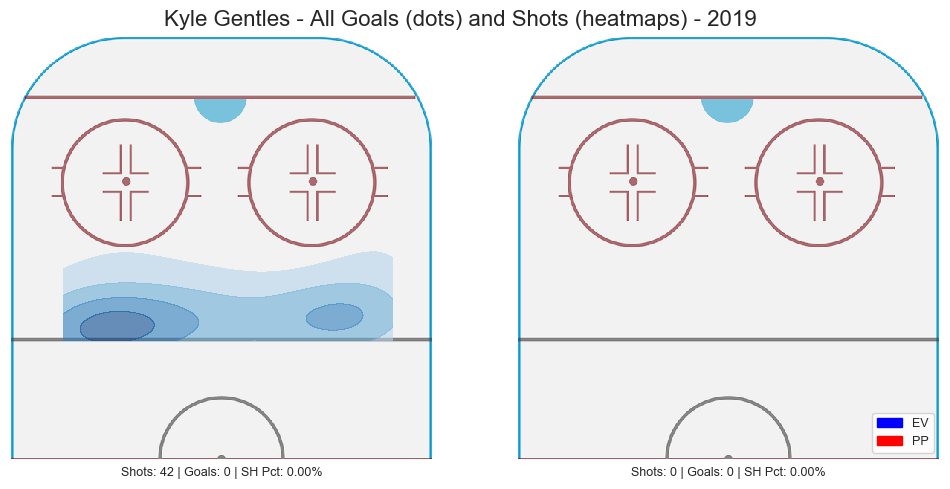 Kyle Gentles - All Goals (dots) and Shots (heatmaps) - 2019
EV
PP
Shots: 42 | Goals: 0 | SH Pct: 0.00%
Shots: 0 | Goals: 0 | SH Pct: 0.00%